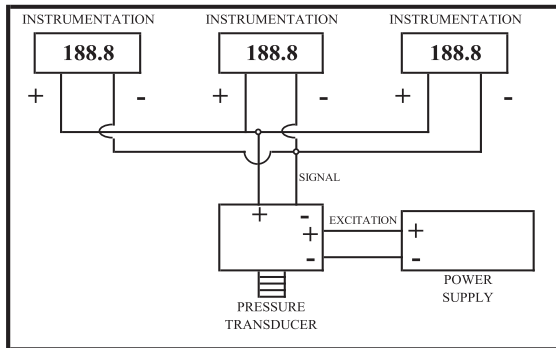 INSTRUMENTATION INSTRUMENTATION INSTRUMENTATION
188.8 188.8 188.8
+ - + - + -
SIGNAL
+ -
EXCITATION
+ +
- -
PRESSURE
TRANSDUCER
POWER
SUPPLY